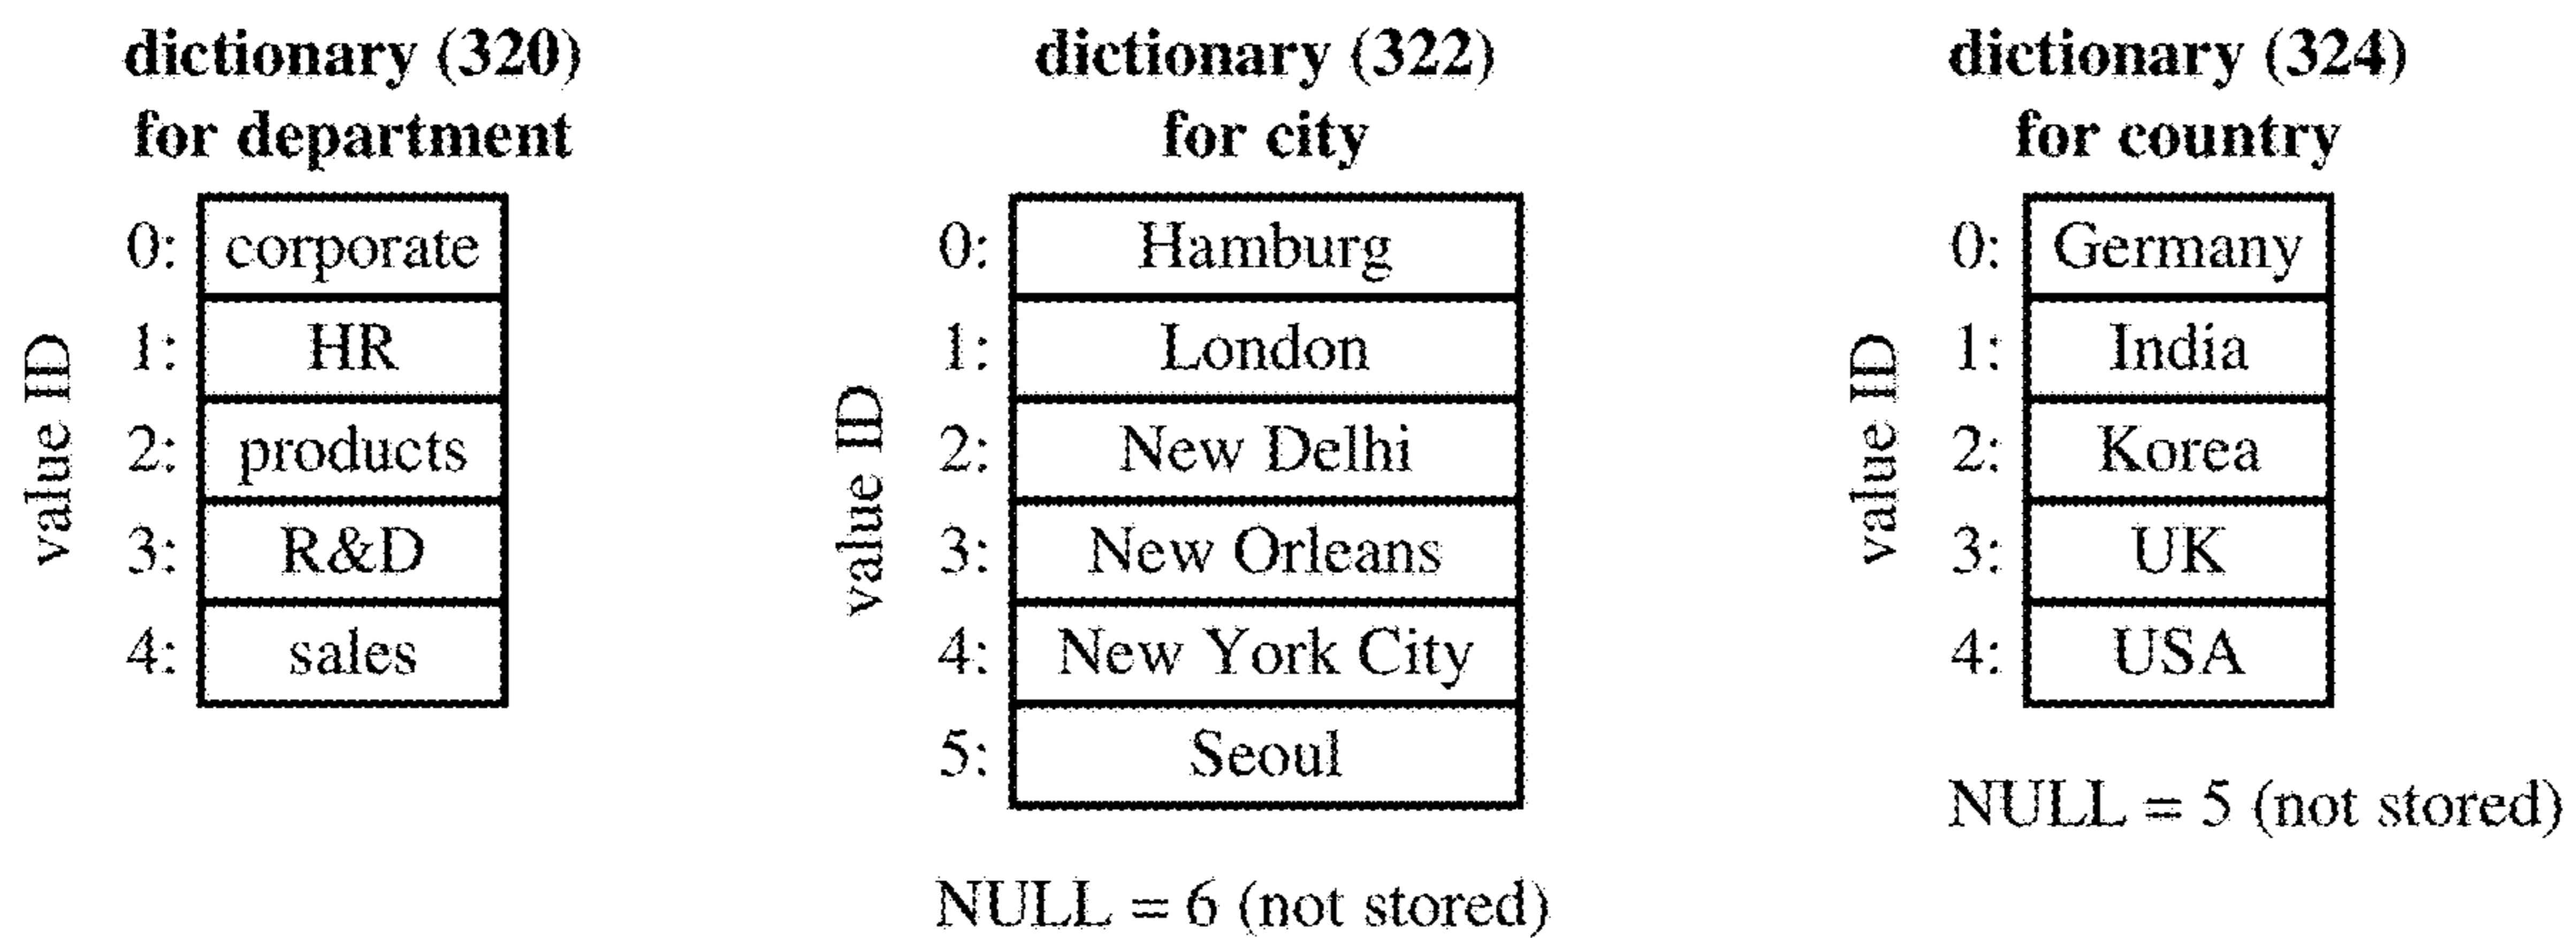 dictionary (320)
for department
value ID
0: corporate
1: HR
2: products
3: R&D
4: sales
dictionary (322)
for city
value ID
0: Hamburg
1: London
2: New Delhi
3: New Orleans
4: New York City
5: Seoul
NULL = 6 (not stored)
dictionary (324)
for country
value ID
0: Germany
1: India
2: Korea
3: UK
4: USA
NULL = 5 (not stored)